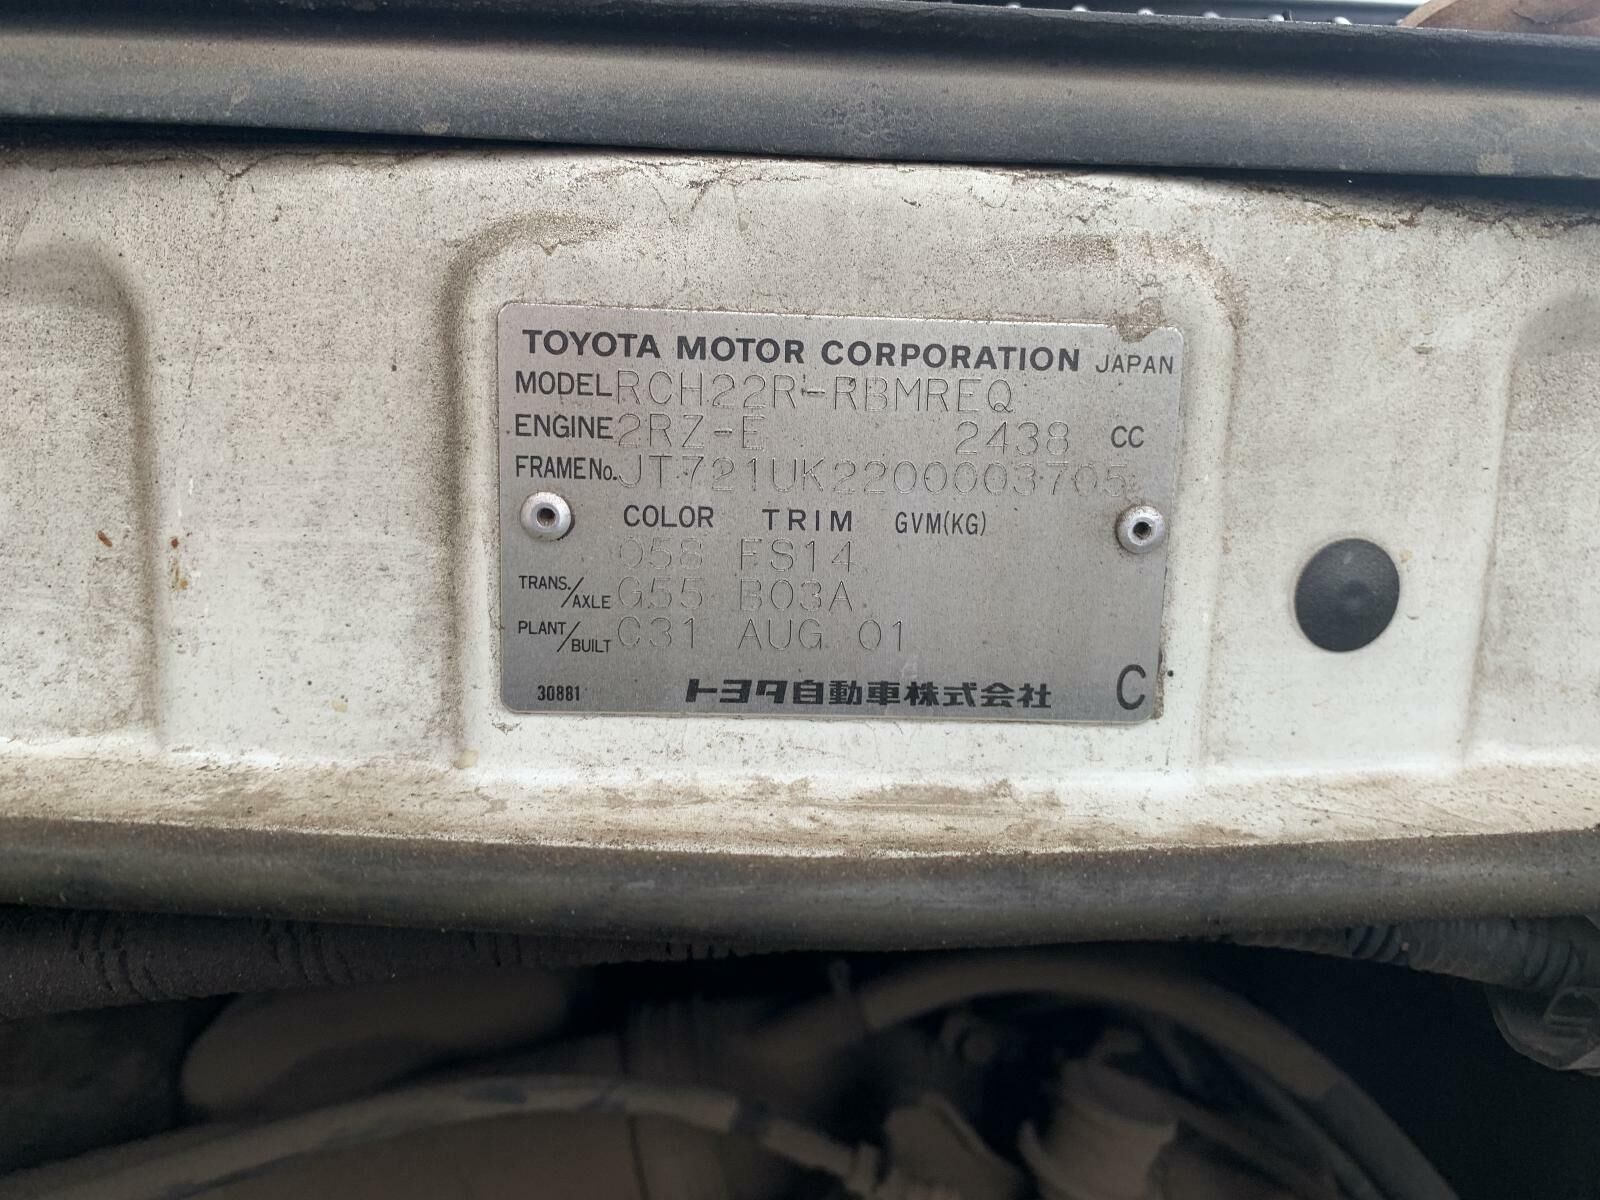 TOYOTA MOTOR CORPORATION JAPAN
MODEL RCH22R-RBMREQ
ENGINE 2RZ-E 2438 CC
FRAME No. JT721UK2200003705
COLOR TRIM GVM(KG)
058 FS14
TRANS./AXLE G55 B03A
PLANT/BUILT C31 AUG 01
30881 トヨタ自動車株式会社 C